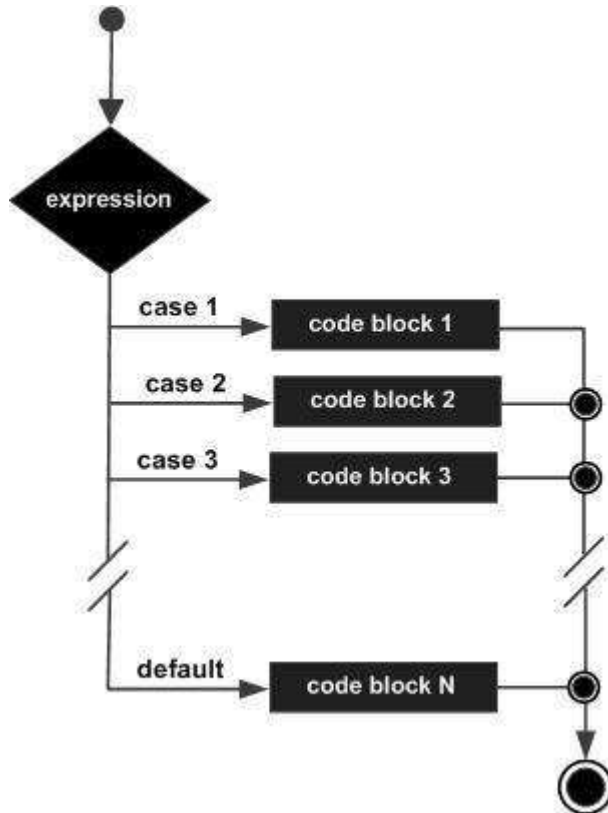 expression
case 1
code block 1
case 2
code block 2
case 3
code block 3
default
code block N